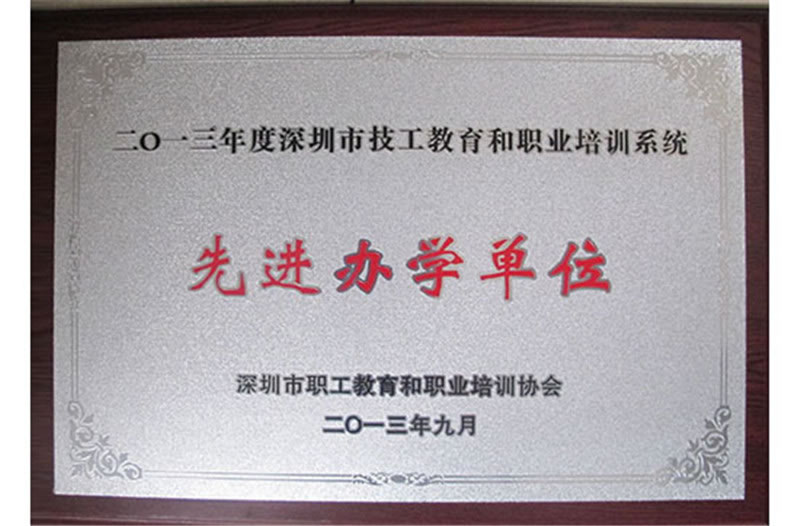 二〇一三年度深圳市技工教育和职业培训系统
先进办学单位
深圳市职工教育和职业培训协会
二〇一三年九月